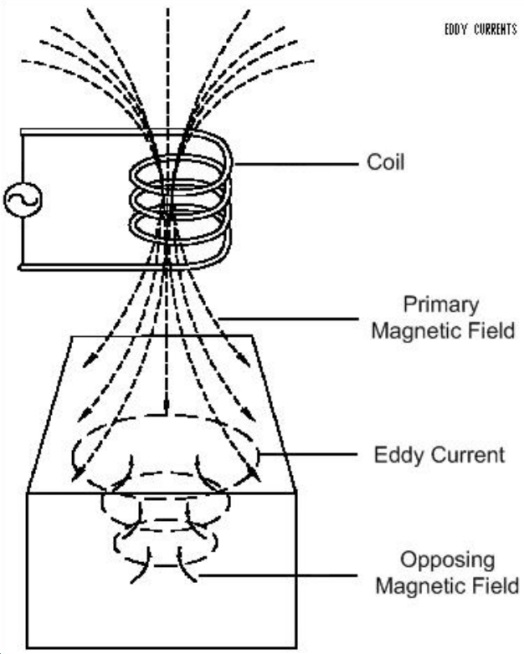 EDDY CURRENTS
Coil
Primary
Magnetic Field
Eddy Current
Opposing
Magnetic Field